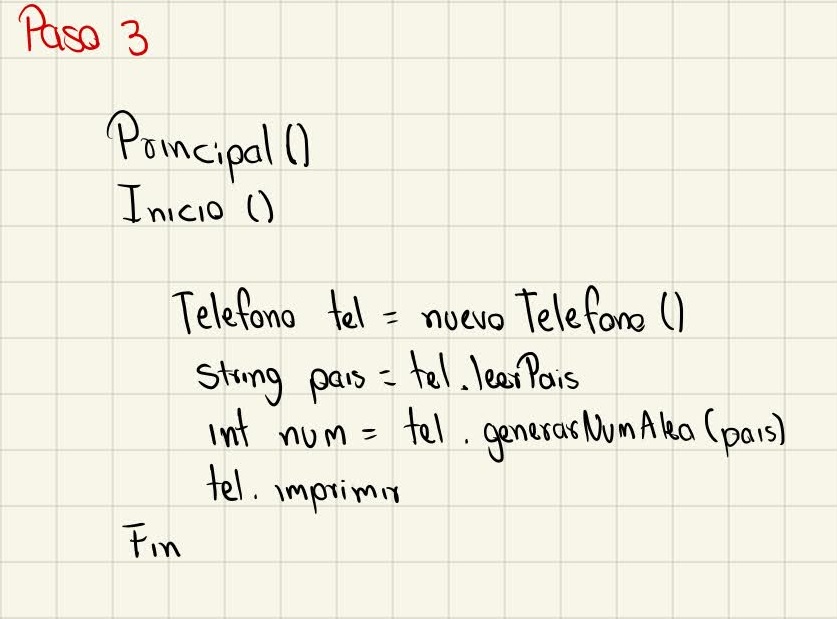 Paso 3
Principal ()
Inicio ()
Telefono tel = nuevo Telefono ()
String pais = tel.leerPais
int num = tel.generarNumAlea (pais)
tel.imprimir
Fin